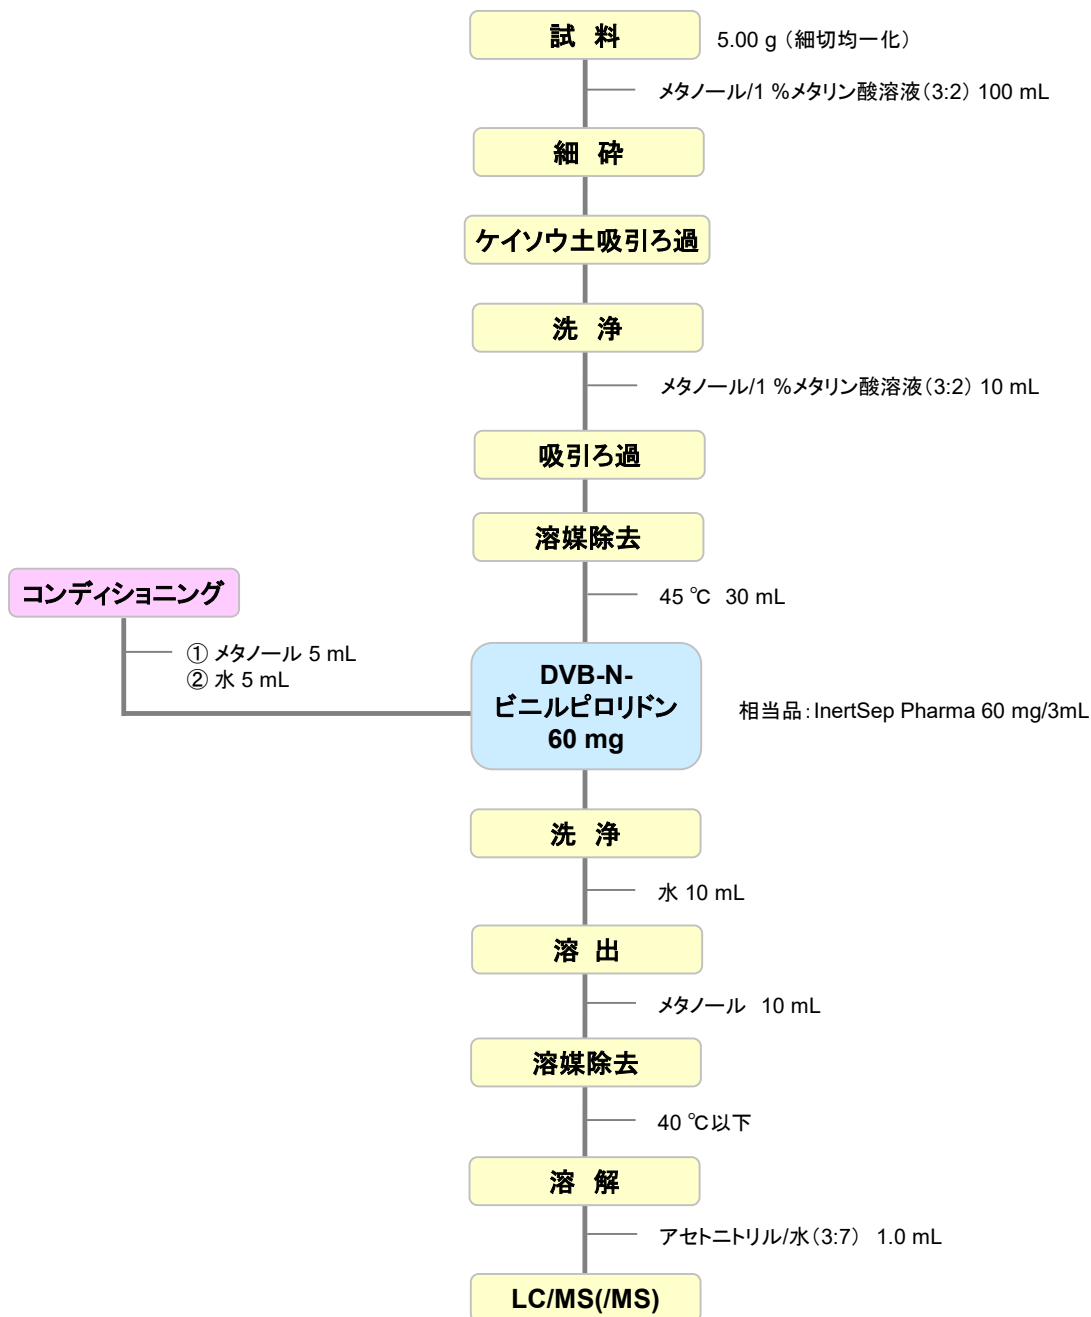 試 料
5.00 g (細切均一化)
メタノール/1 %メタリン酸溶液(3:2) 100 mL
細 砕
ケイソウ土吸引ろ過
洗 浄
メタノール/1 %メタリン酸溶液(3:2) 10 mL
吸引ろ過
溶媒除去
45 ℃ 30 mL
コンディショニング
① メタノール 5 mL
② 水 5 mL
DVB-N-
ビニルピロリドン
60 mg
相当品:InertSep Pharma 60 mg/3mL
洗 浄
水 10 mL
溶 出
メタノール 10 mL
溶媒除去
40 ℃以下
溶 解
アセトニトリル/水(3:7) 1.0 mL
LC/MS(/MS)